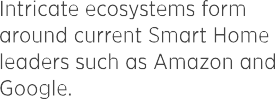 Intricate ecosystems form
around current Smart Home
leaders such as Amazon and
Google.